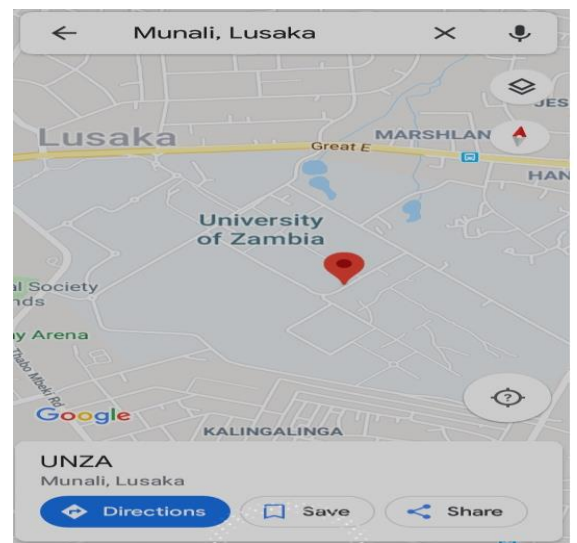 Munali, Lusaka
JES
Lusaka
MARSHLAN
Great E
HAN
University
of Zambia
al Society
nds
y Arena
Thabo Mbeki Rd
Google
KALINGALINGA
UNZA
Munali, Lusaka
Directions
Save
Share